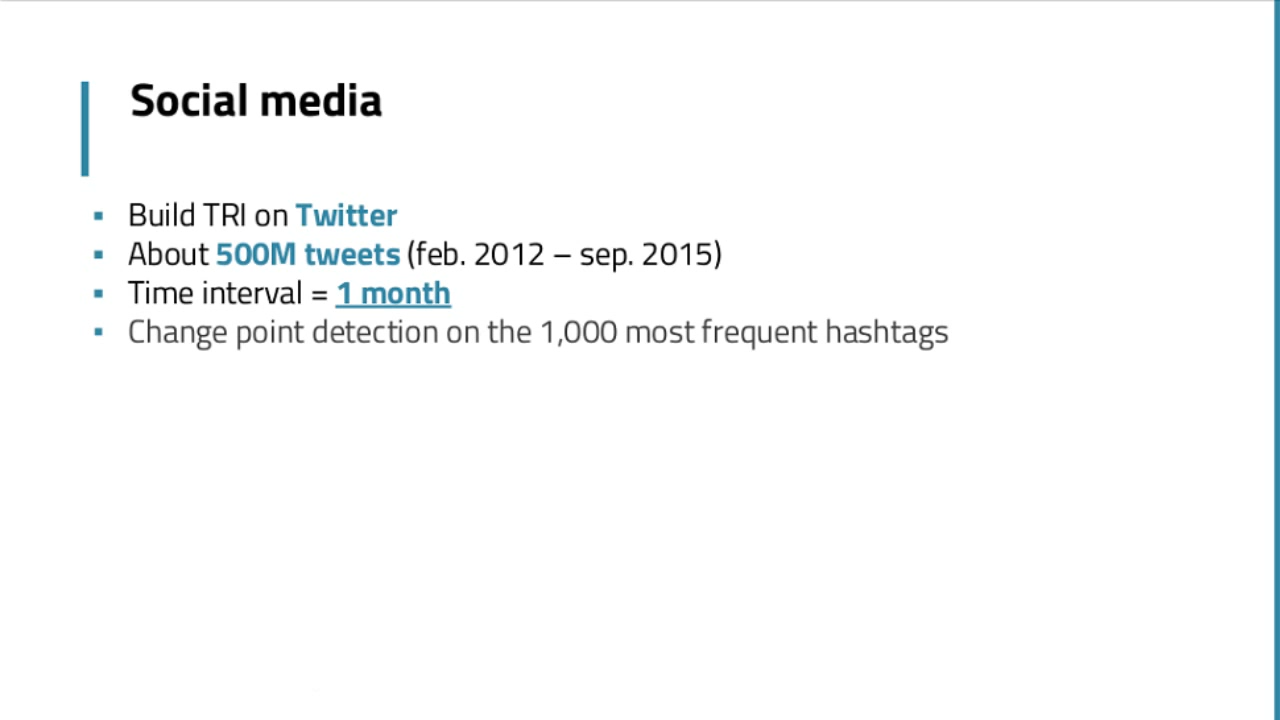 Social media
▪ Build TRI on Twitter
▪ About 500M tweets (feb. 2012 – sep. 2015)
▪ Time interval = 1 month
▪ Change point detection on the 1,000 most frequent hashtags